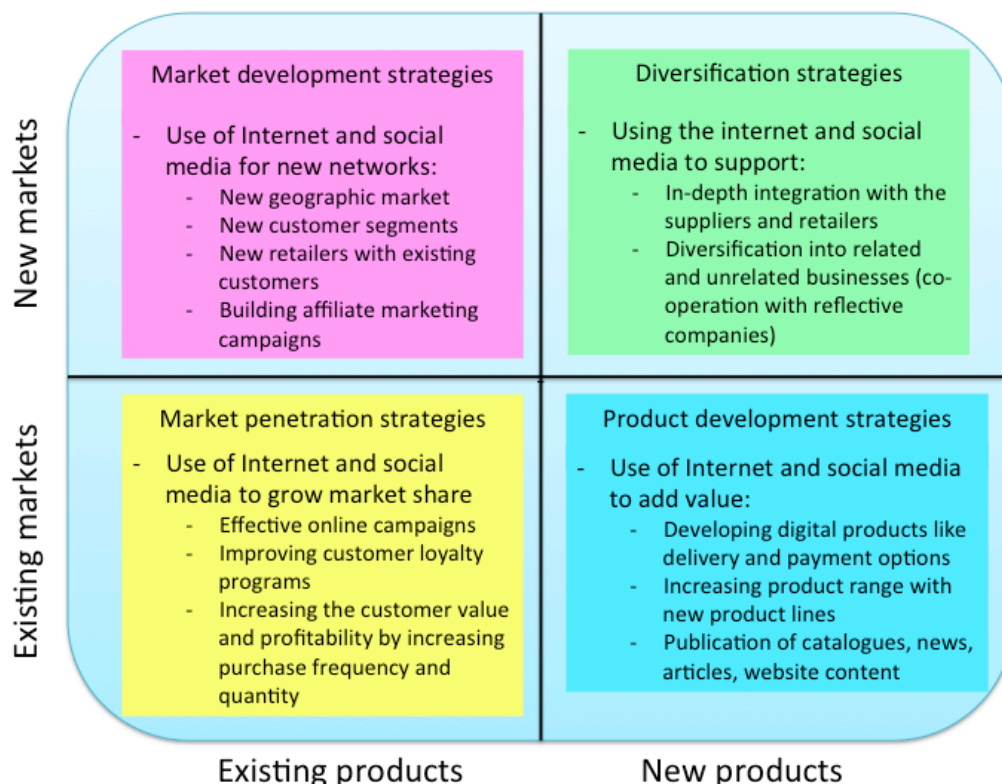 New markets
Market development strategies
- Use of Internet and social
media for new networks:
- New geographic market
- New customer segments
- New retailers with existing
customers
- Building affiliate marketing
campaigns
Diversification strategies
- Using the internet and social
media to support:
- In-depth integration with the
suppliers and retailers
- Diversification into related
and unrelated businesses (co-
operation with reflective
companies)
Existing markets
Market penetration strategies
- Use of Internet and social
media to grow market share
- Effective online campaigns
- Improving customer loyalty
programs
- Increasing the customer value
and profitability by increasing
purchase frequency and
quantity
Product development strategies
- Use of Internet and social media
to add value:
- Developing digital products like
delivery and payment options
- Increasing product range with
new product lines
- Publication of catalogues, news,
articles, website content
Existing products
New products